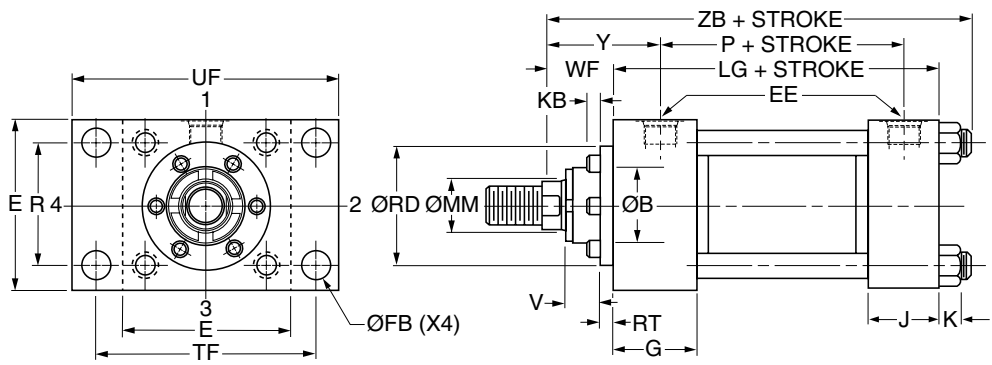 ZB + STROKE
Y
P + STROKE
UF
WF
LG + STROKE
1
KB
EE
E
R
4
2
ØRD
ØMM
ØB
3
V
E
ØFB (X4)
RT
J
K
TF
G